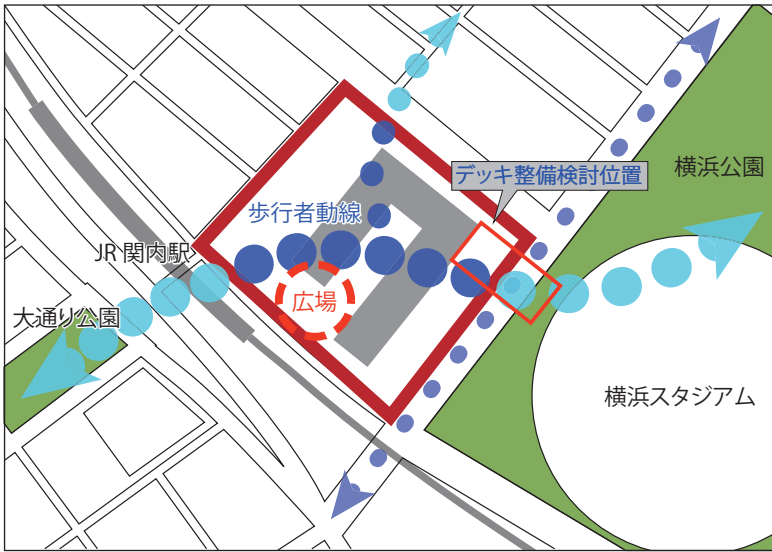 横浜公園
デッキ整備検討位置
歩行者動線
JR 関内駅
広場
大通り公園
横浜スタジアム